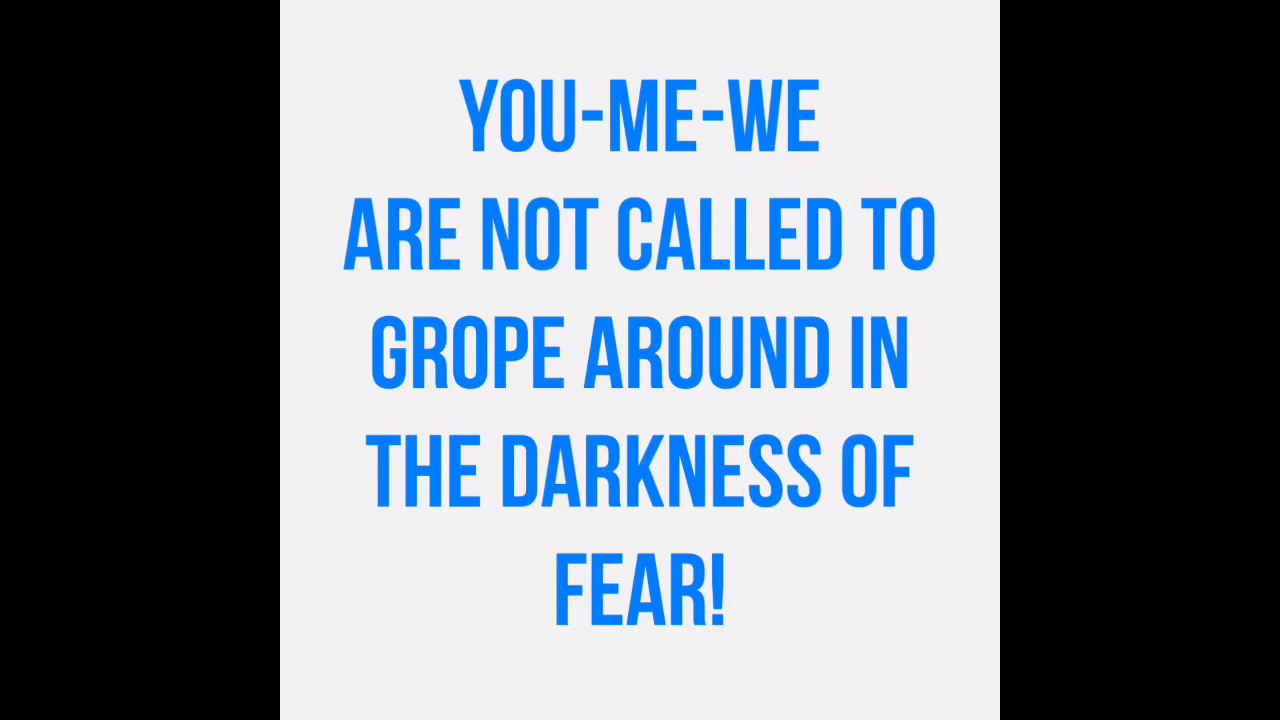 YOU-ME-WE
ARE NOT CALLED TO
GROPE AROUND IN
THE DARKNESS OF
FEAR!